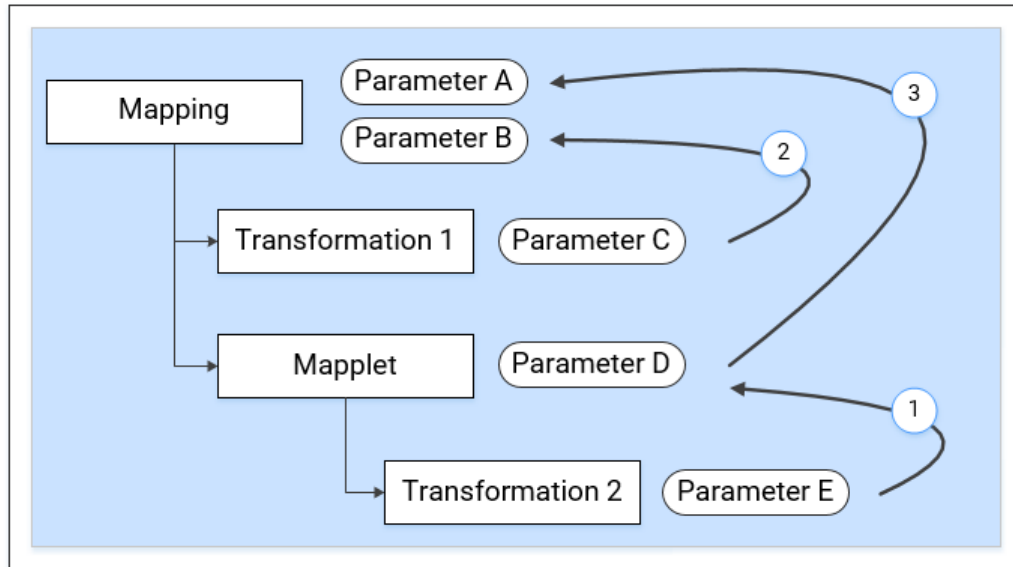 Mapping
Parameter A
3
Parameter B
2
Transformation 1
Parameter C
Mapplet
Parameter D
1
Transformation 2
Parameter E